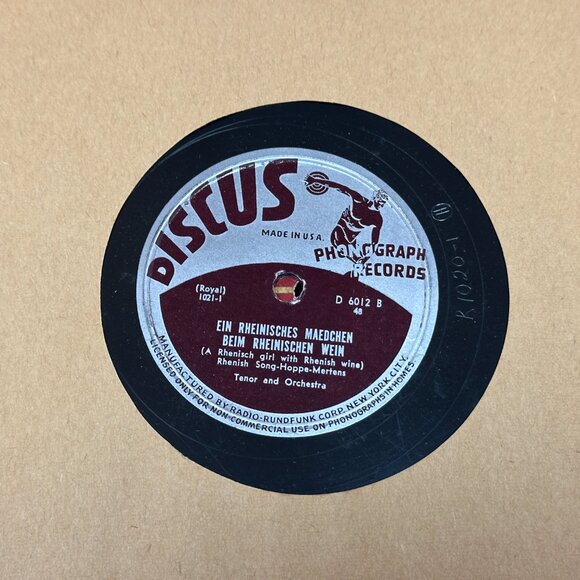 DISCUS
MADE IN U.S.A.
PHONOGRAPH
RECORDS
(Royal)
1021-1
D 6012 B
48
EIN RHEINISCHES MAEDCHEN
BEIM RHEINISCHEN WEIN
(A Rhenisch girl with Rhenish wine)
Rhenish Song-Hoppe-Mertens
Tenor and Orchestra
MANUFACTURED BY RADIO-RUNDFUNK CORP. NEW YORK CITY.
LICENSED ONLY FOR NON COMMERCIAL USE ON PHONOGRAPHS IN HOMES